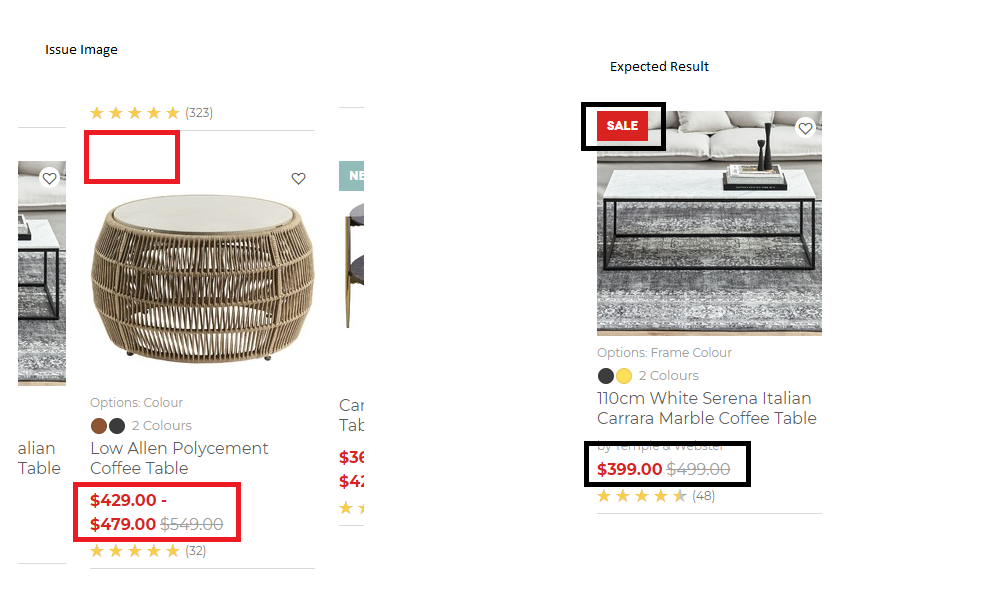 Issue Image
(323)
NE
alian
Table
Options: Colour
2 Colours
Low Allen Polycement
Coffee Table
$429.00 -
$479.00 $549.00
(32)
Car
Tab
$36
$42
Expected Result
SALE
Options: Frame Colour
2 Colours
110cm White Serena Italian
Carrara Marble Coffee Table
by Temple & Webster
$399.00 $499.00
(48)